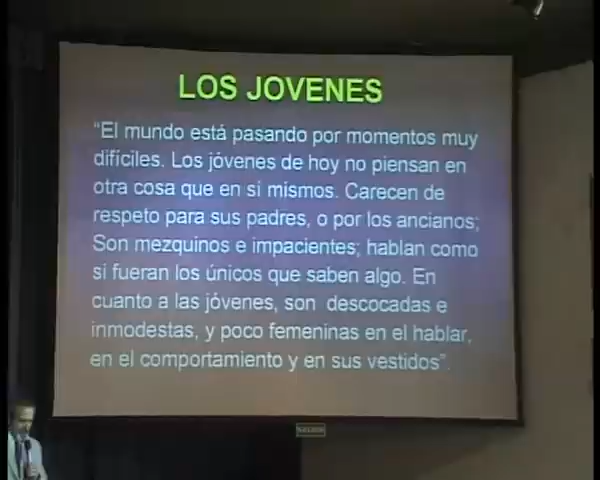 LOS JOVENES
"El mundo está pasando por momentos muy
difíciles. Los jóvenes de hoy no piensan en
otra cosa que en si mismos. Carecen de
respeto para sus padres, o por los ancianos;
Son mezquinos e impacientes; hablan como
si fueran los únicos que saben algo. En
cuanto a las jóvenes, son descocadas e
inmodestas, y poco femeninas en el hablar,
en el comportamiento y en sus vestidos".